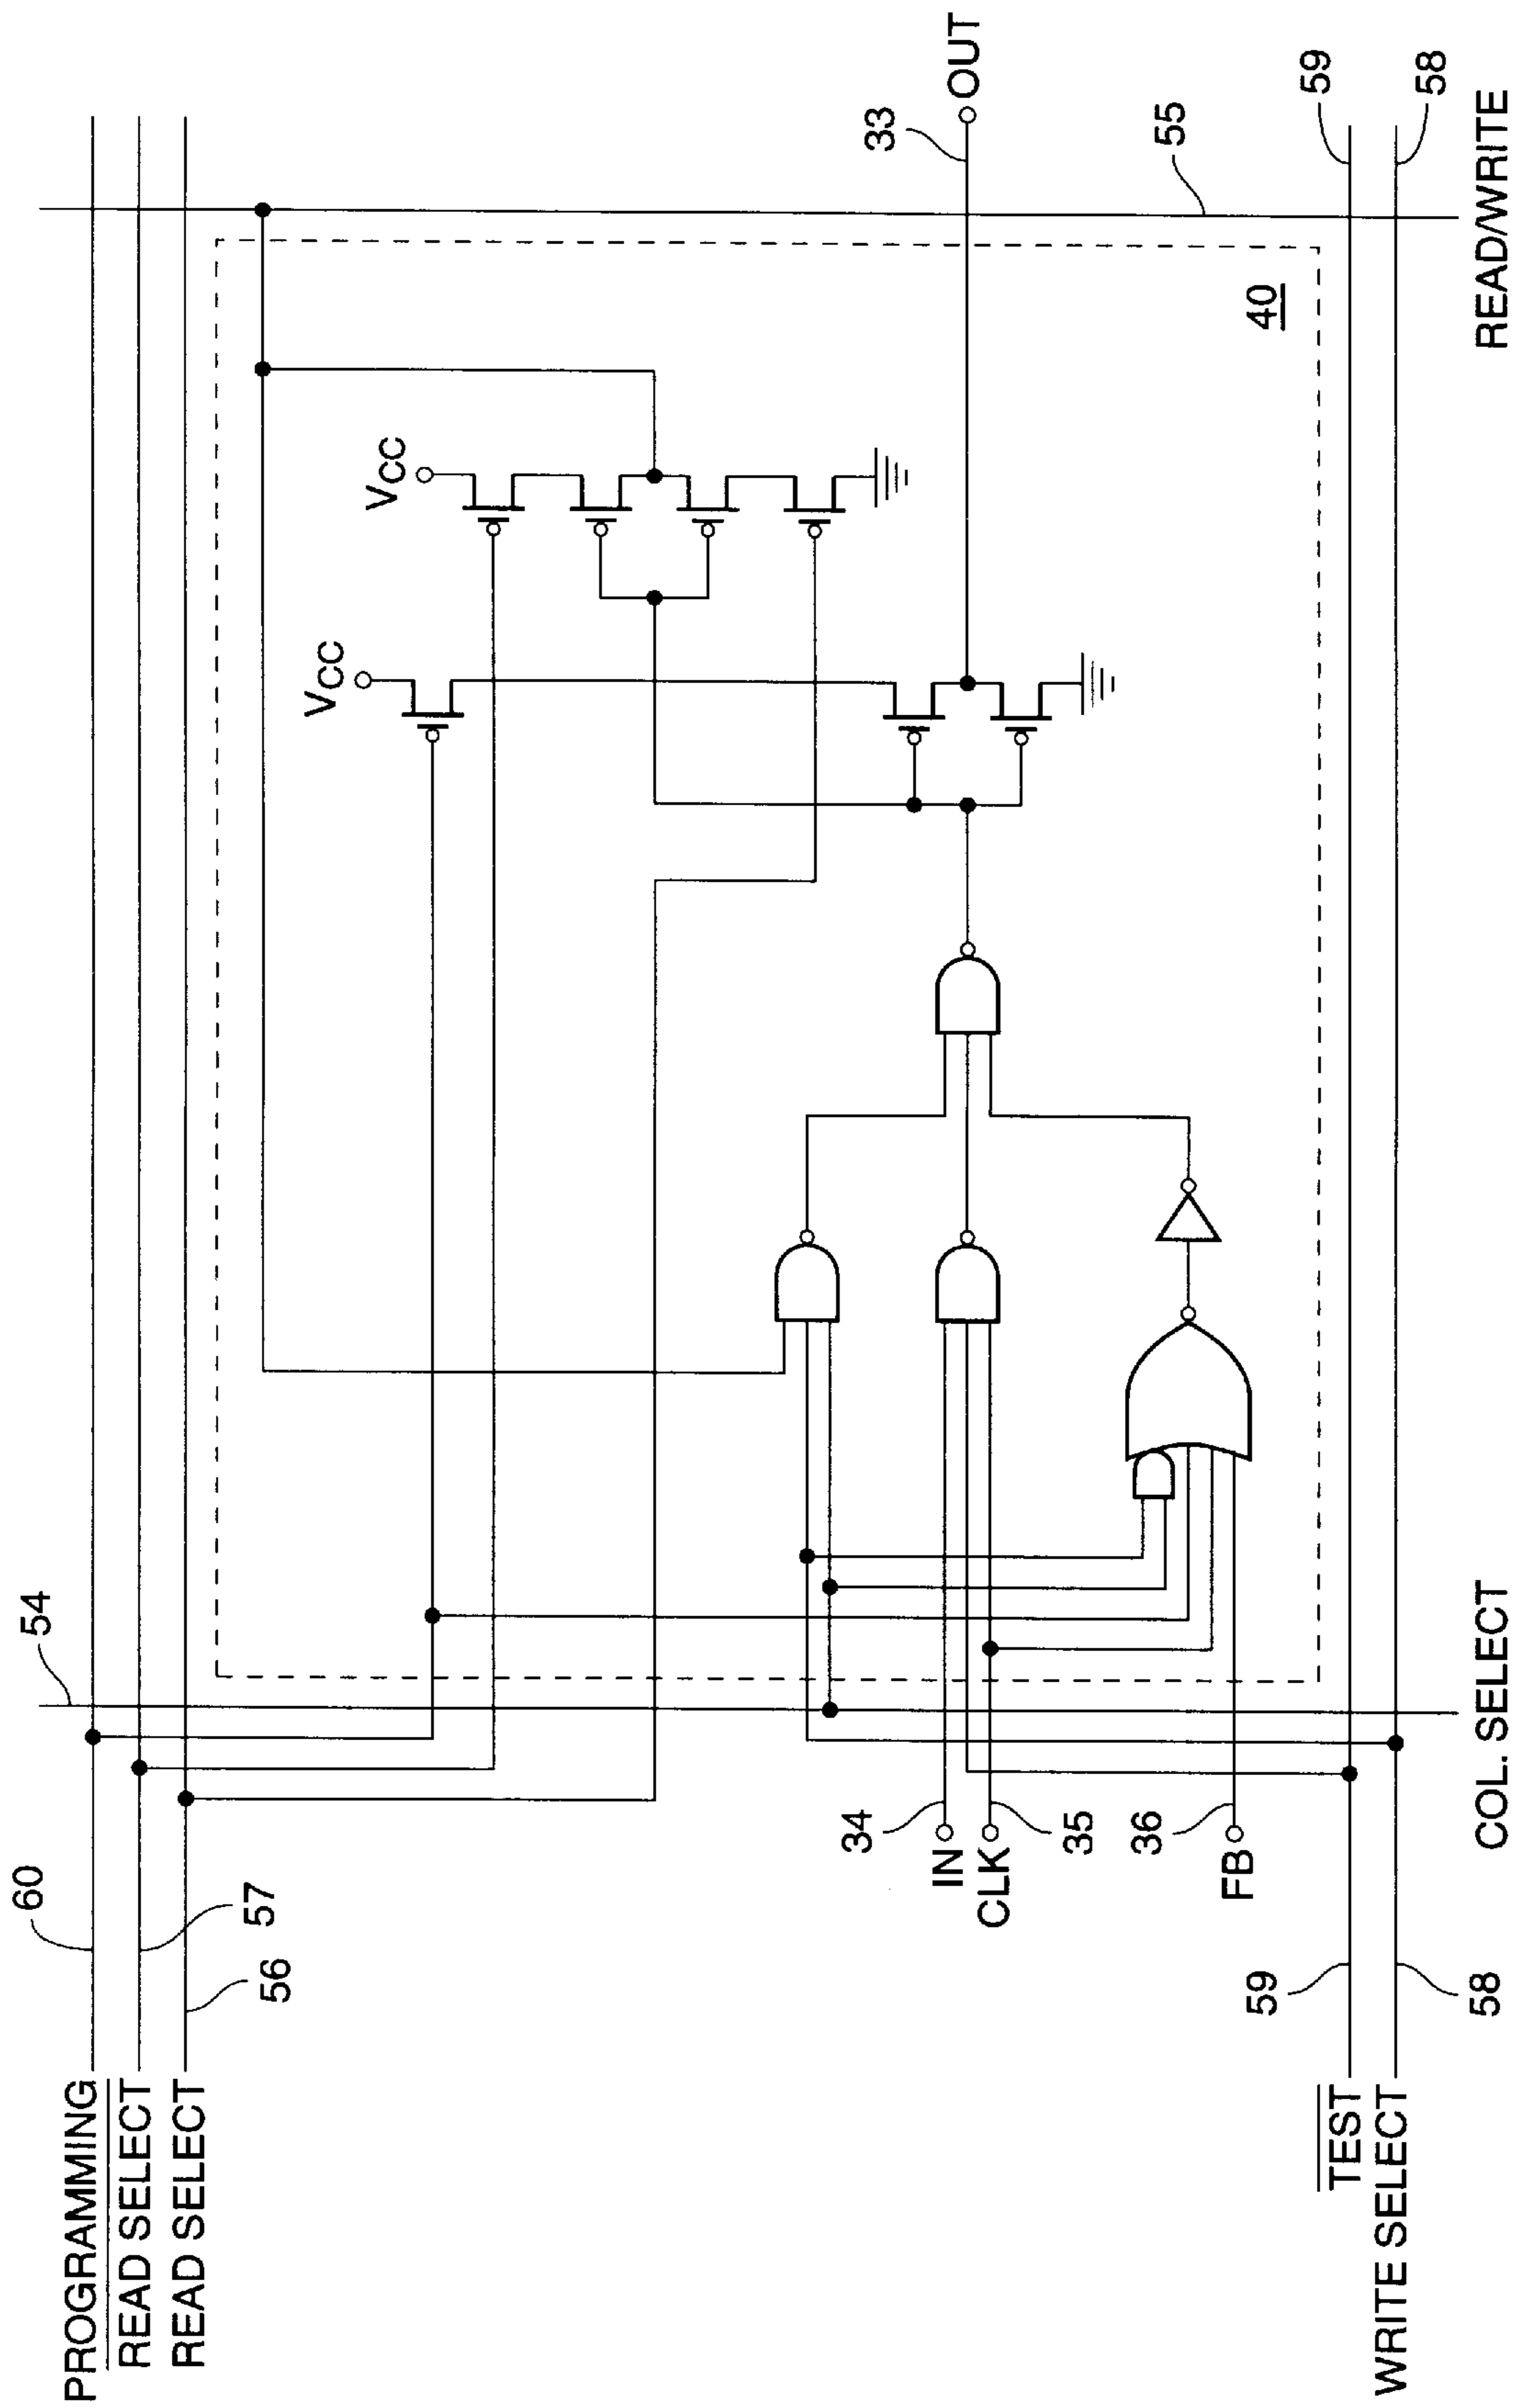 PROGRAMMING
READ SELECT
READ SELECT
60
57
56
54
VCC
VCC
33
OUT
55
40
34
IN
CLK
35
36
FB
59
59
58
58
TEST
WRITE SELECT
COL. SELECT
READ/WRITE